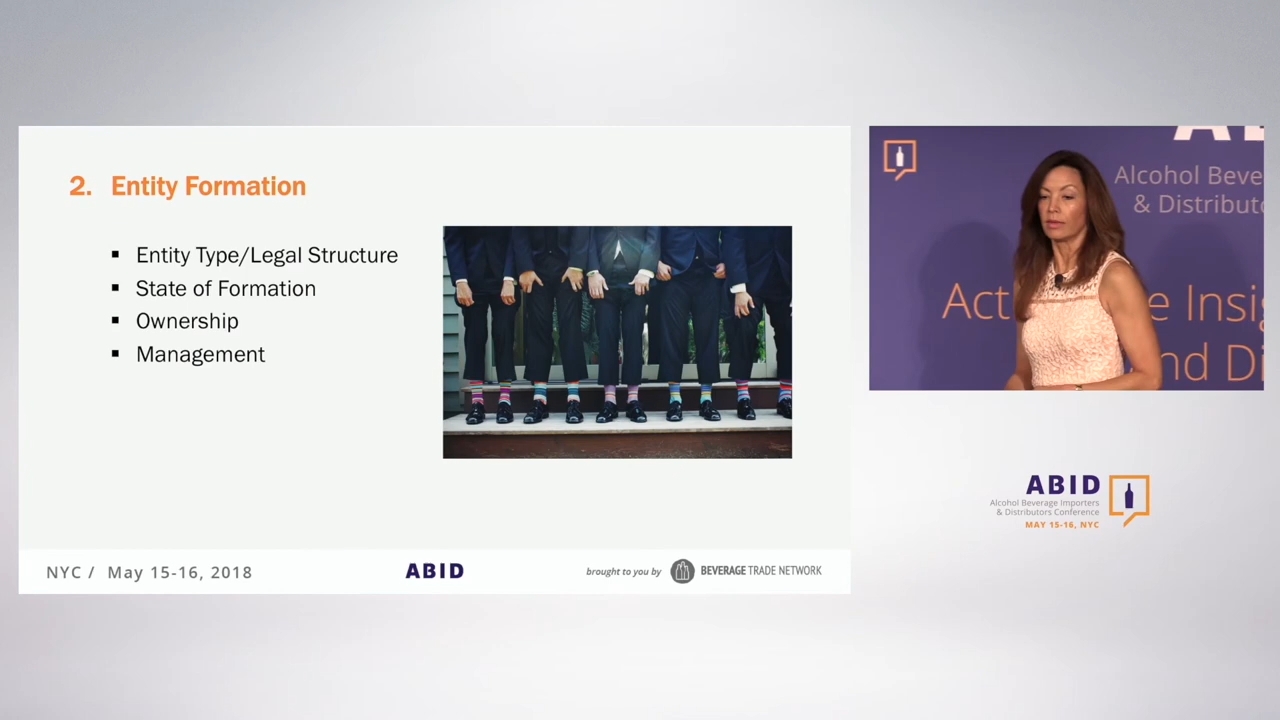 2. Entity Formation
▪ Entity Type/Legal Structure
▪ State of Formation
▪ Ownership
▪ Management
NYC / May 15-16, 2018
ABID
brought to you by
BEVERAGE TRADE NETWORK
Alcohol Beve
& Distribut
Act
e Insi
nd Di
ABID
Alcohol Beverage Importers
& Distributors Conference
MAY 15-16, NYC